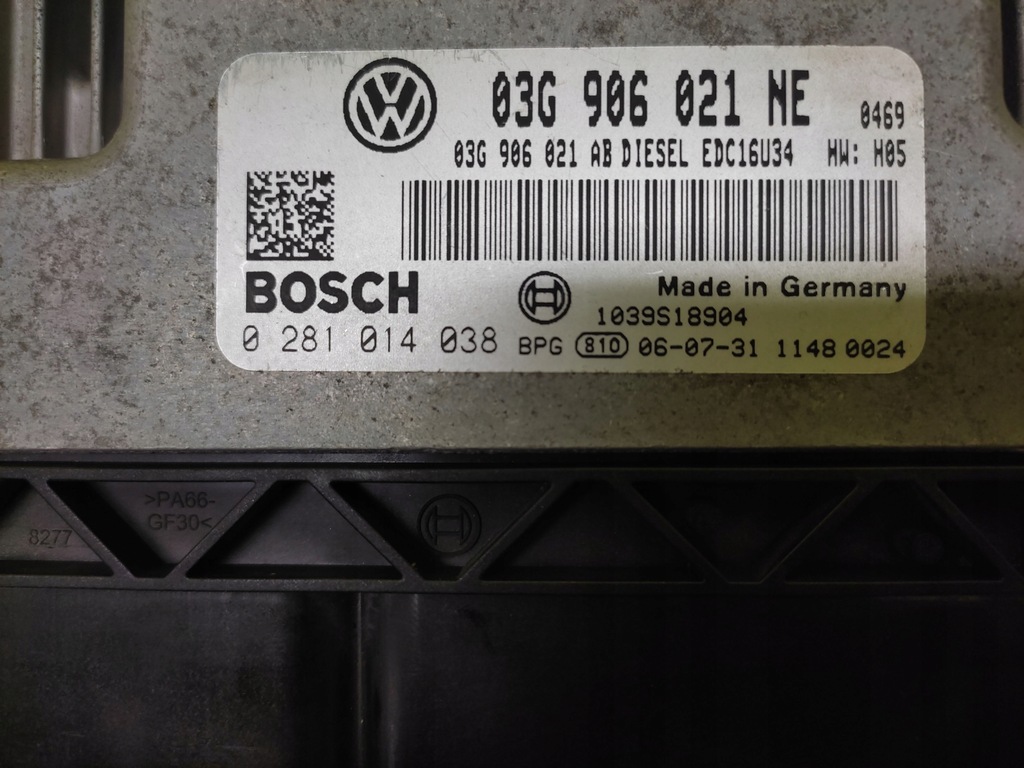 03G 906 021 NE 0469
03G 906 021 AB DIESEL EDC16U34 HW: H05
BOSCH
Made in Germany
1039S18904
0 281 014 038 BPG 810 06-07-31 1148 0024
>PA66-
GF30<
8277